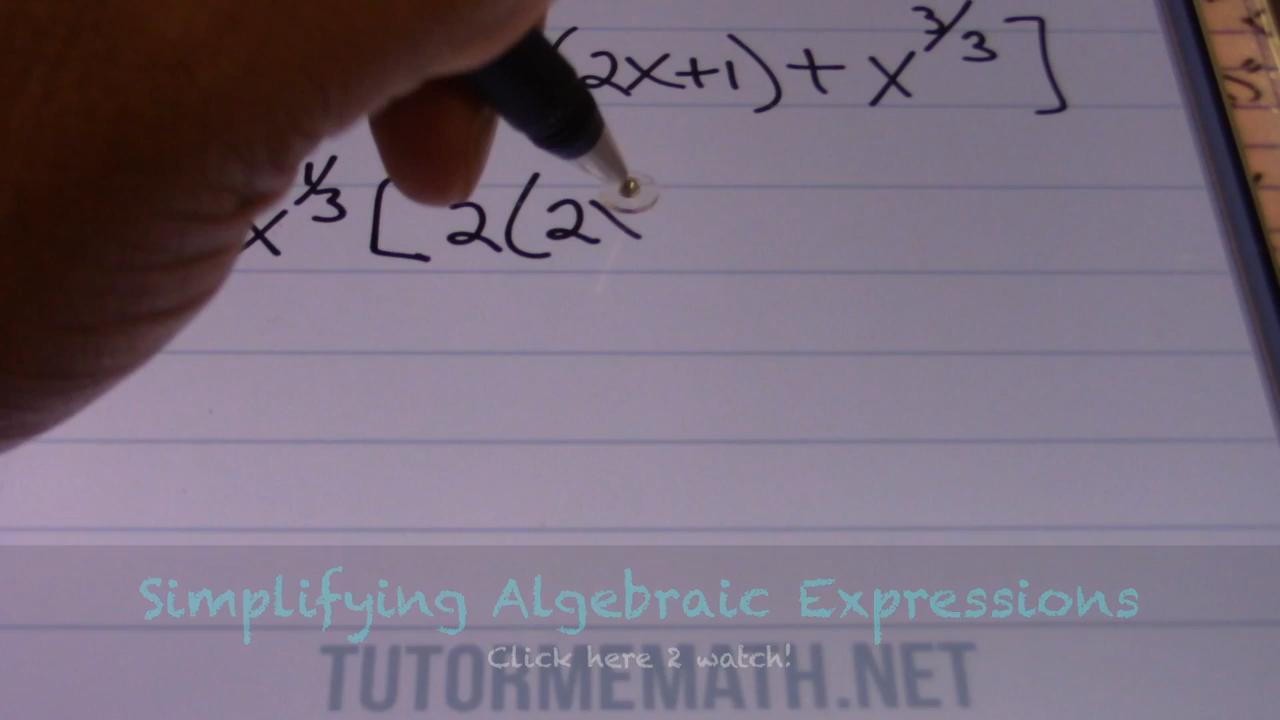 (2x+1) + x^{3/3} ]
x^{1/3} [ 2(2
Simplifying Algebraic Expressions
Click here 2 watch!
TUTORMEMATH.NET